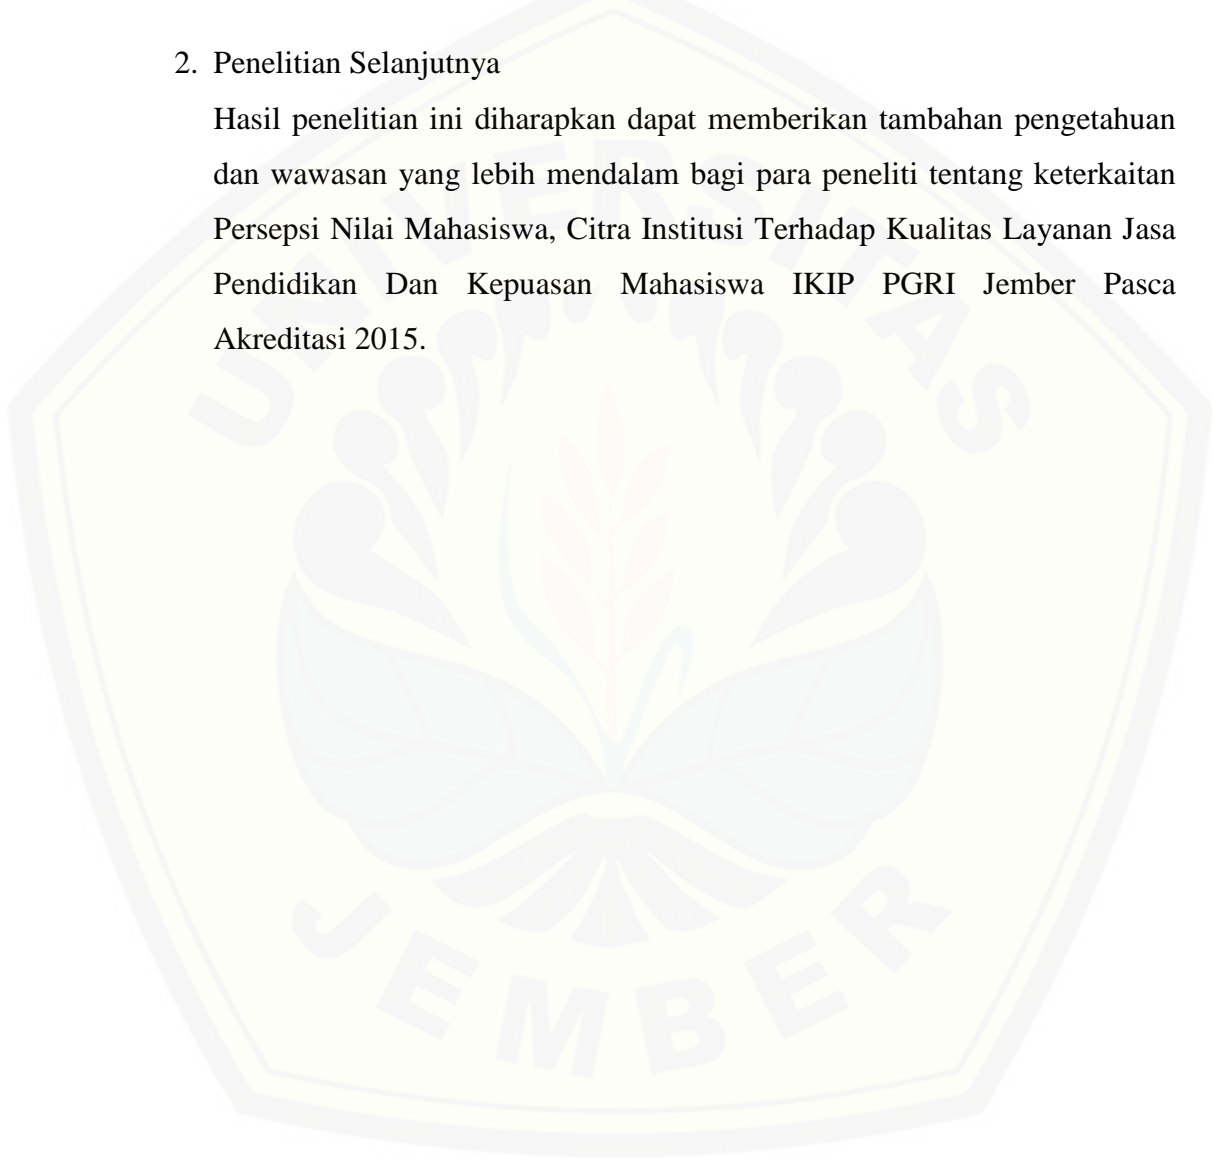 2. Penelitian Selanjutnya
Hasil penelitian ini diharapkan dapat memberikan tambahan pengetahuan
dan wawasan yang lebih mendalam bagi para peneliti tentang keterkaitan
Persepsi Nilai Mahasiswa, Citra Institusi Terhadap Kualitas Layanan Jasa
Pendidikan Dan Kepuasan Mahasiswa IKIP PGRI Jember Pasca
Akreditasi 2015.
UNIVERSITAS
JEMBER